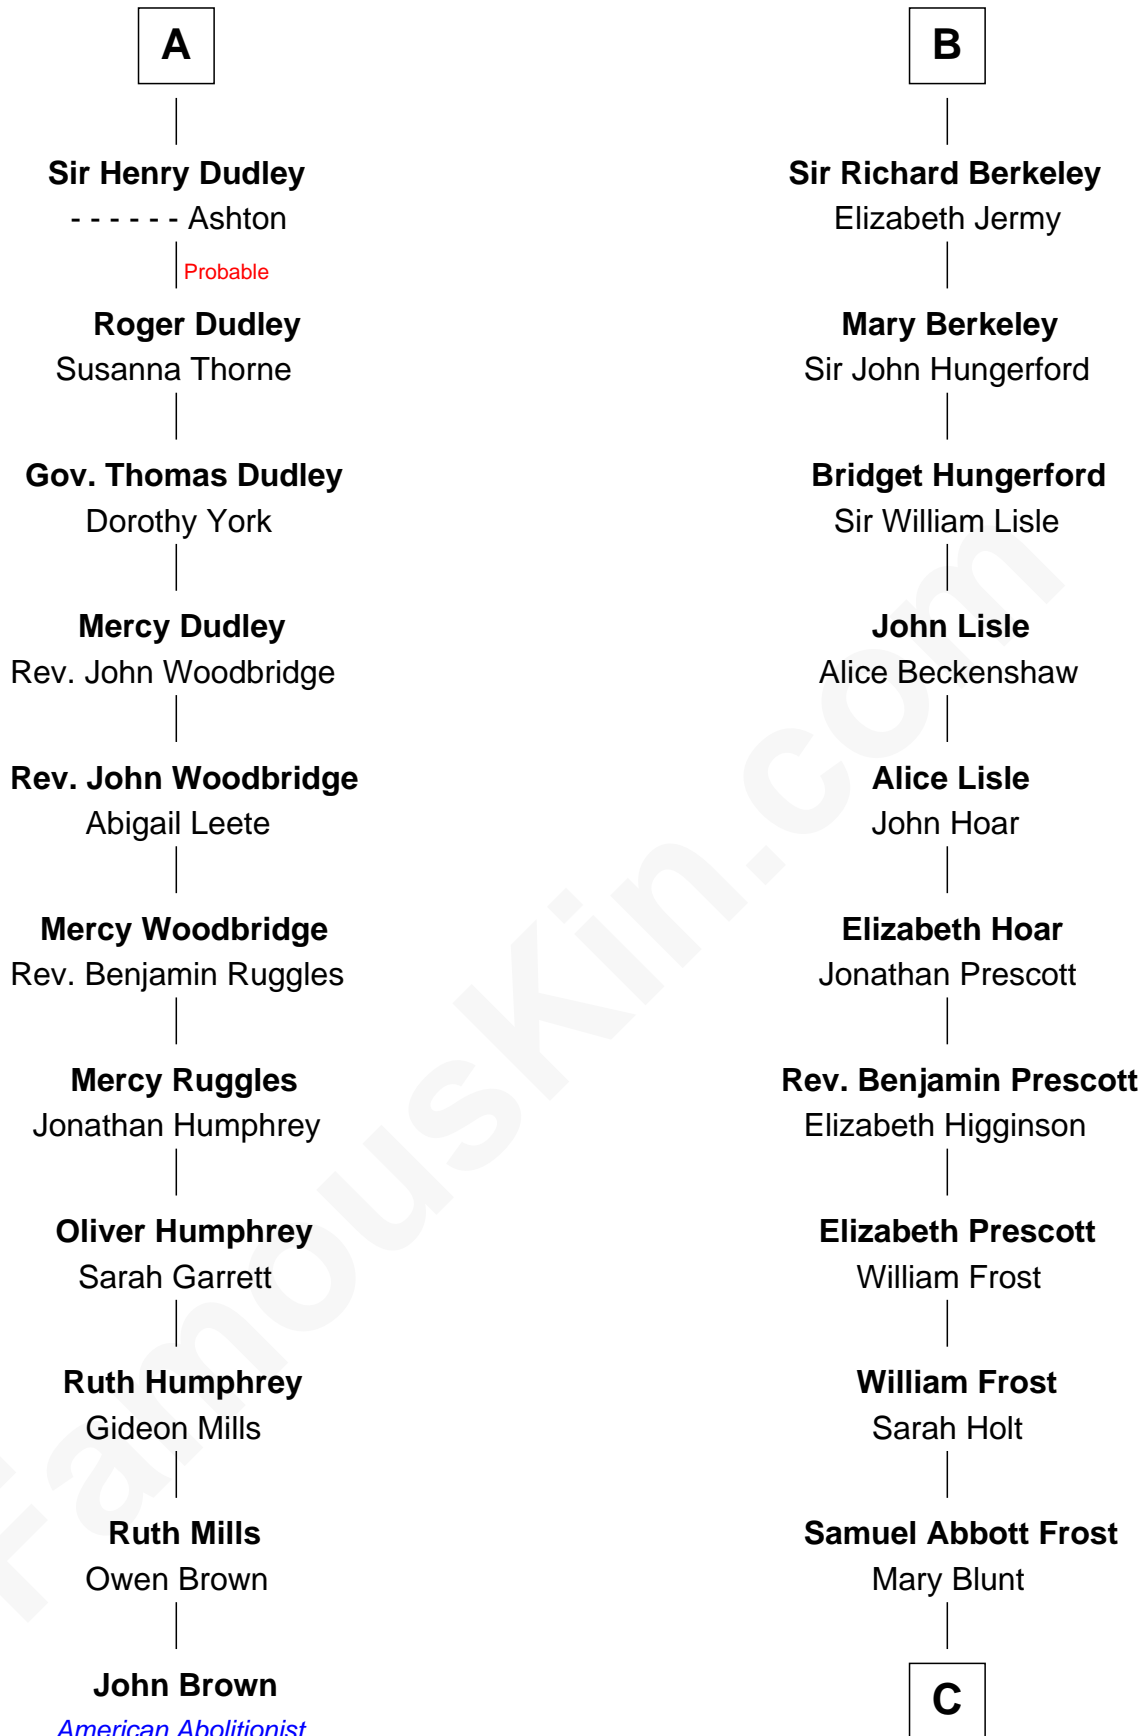 A
Sir Henry Dudley
- - - - - - Ashton
Probable
Roger Dudley
Susanna Thorne
Gov. Thomas Dudley
Dorothy York
Mercy Dudley
Rev. John Woodbridge
Rev. John Woodbridge
Abigail Leete
Mercy Woodbridge
Rev. Benjamin Ruggles
Mercy Ruggles
Jonathan Humphrey
Oliver Humphrey
Sarah Garrett
Ruth Humphrey
Gideon Mills
Ruth Mills
Owen Brown
John Brown
American Abolitionist
B
Sir Richard Berkeley
Elizabeth Jermy
Mary Berkeley
Sir John Hungerford
Bridget Hungerford
Sir William Lisle
John Lisle
Alice Beckenshaw
Alice Lisle
John Hoar
Elizabeth Hoar
Jonathan Prescott
Rev. Benjamin Prescott
Elizabeth Higginson
Elizabeth Prescott
William Frost
William Frost
Sarah Holt
Samuel Abbott Frost
Mary Blunt
C
FamousKin.com